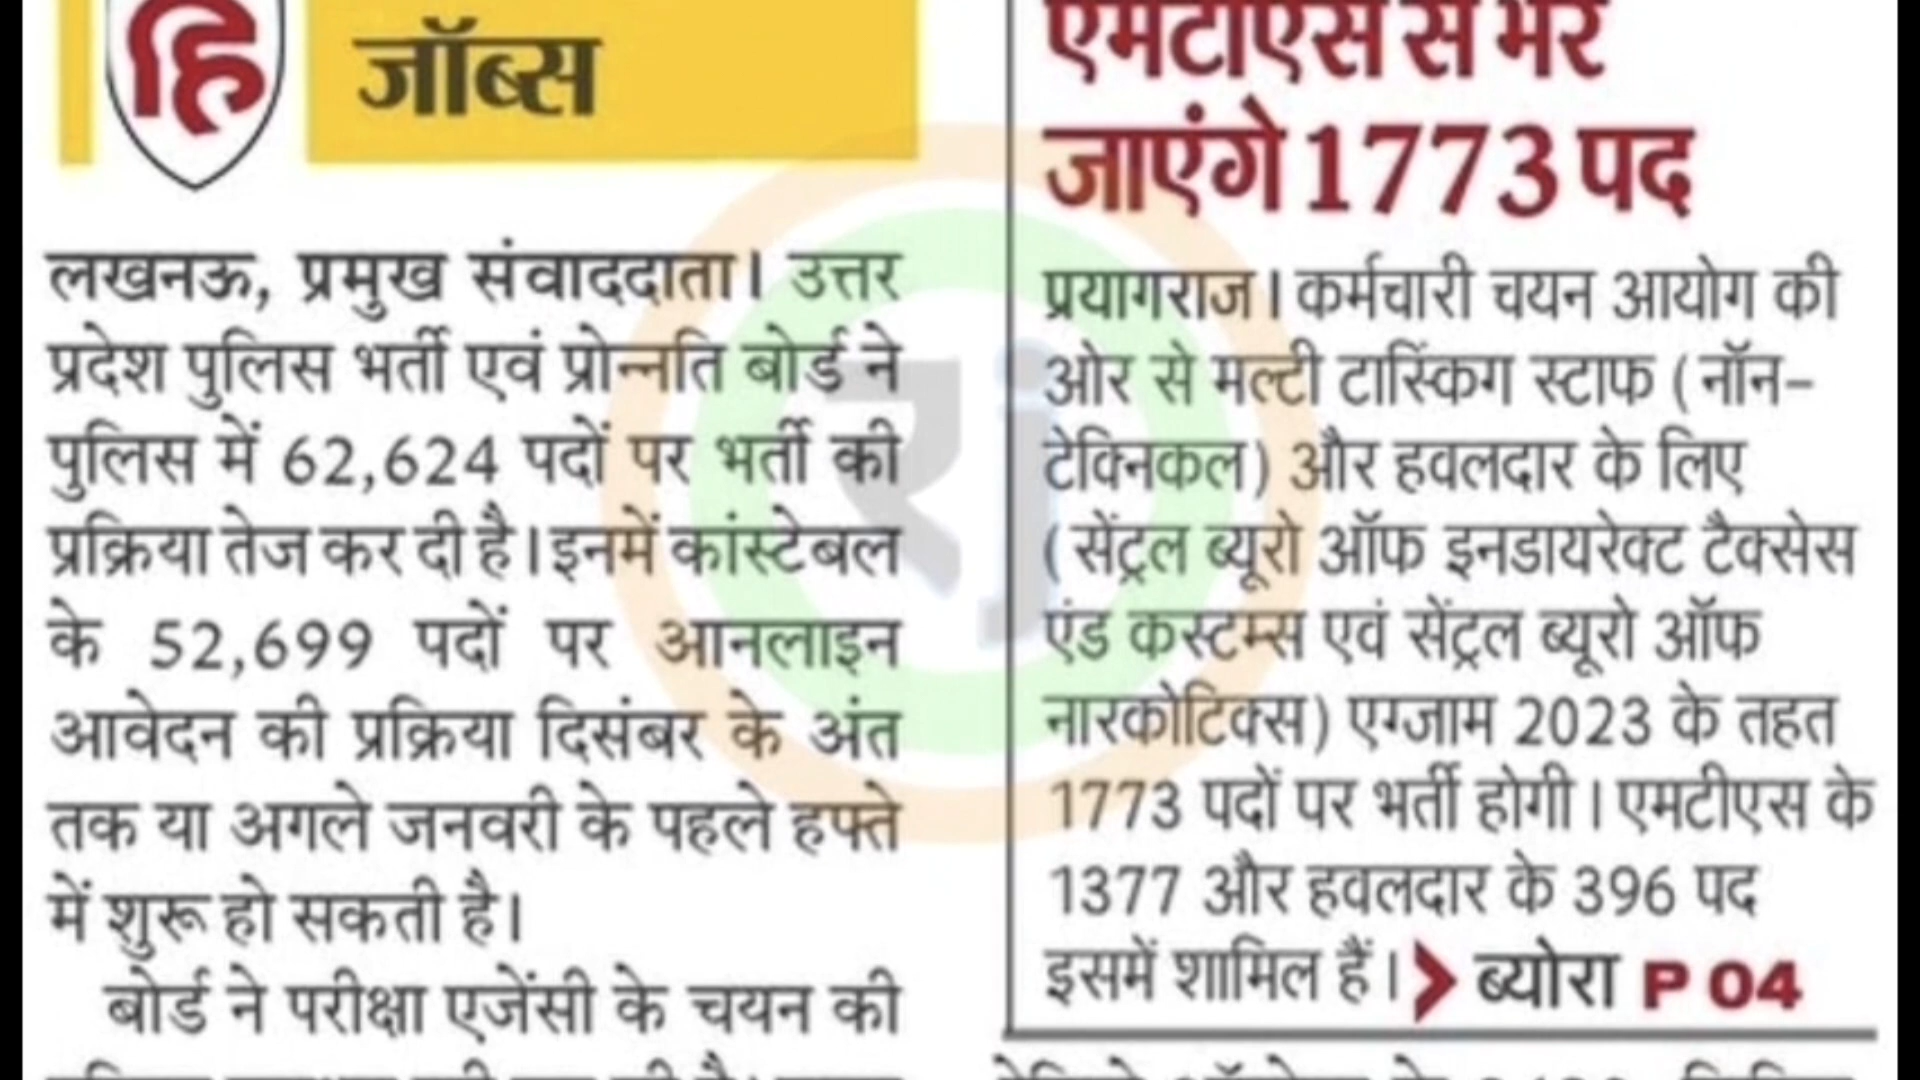 हि
जॉब्स
लखनऊ, प्रमुख संवाददाता। उत्तर
प्रदेश पुलिस भर्ती एवं प्रोन्नति बोर्ड ने
पुलिस में 62,624 पदों पर भर्ती की
प्रक्रिया तेज कर दी है। इनमें कांस्टेबल
के 52,699 पदों पर आनलाइन
आवेदन की प्रक्रिया दिसंबर के अंत
तक या अगले जनवरी के पहले हफ्ते
में शुरू हो सकती है।
बोर्ड ने परीक्षा एजेंसी के चयन की
एमटीएस से भरे
जाएंगे 1773 पद
प्रयागराज। कर्मचारी चयन आयोग की
ओर से मल्टी टास्किंग स्टाफ (नॉन-
टेक्निकल) और हवलदार के लिए
(सेंट्रल ब्यूरो ऑफ इनडायरेक्ट टैक्सेस
एंड कस्टम्स एवं सेंट्रल ब्यूरो ऑफ
नारकोटिक्स) एग्जाम 2023 के तहत
1773 पदों पर भर्ती होगी। एमटीएस के
1377 और हवलदार के 396 पद
इसमें शामिल हैं। ब्योरा P 04
रj